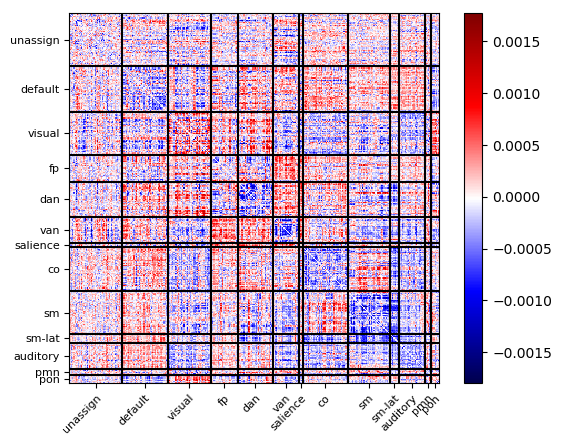 unassign
default
visual
fp
dan
van
salience
co
sm
sm-lat
auditory
pmn
pon
unassign
default
visual
fp
dan
van
salience
co
sm
sm-lat
auditory
pmn
pon
0.0015
0.0010
0.0005
0.0000
−0.0005
−0.0010
−0.0015